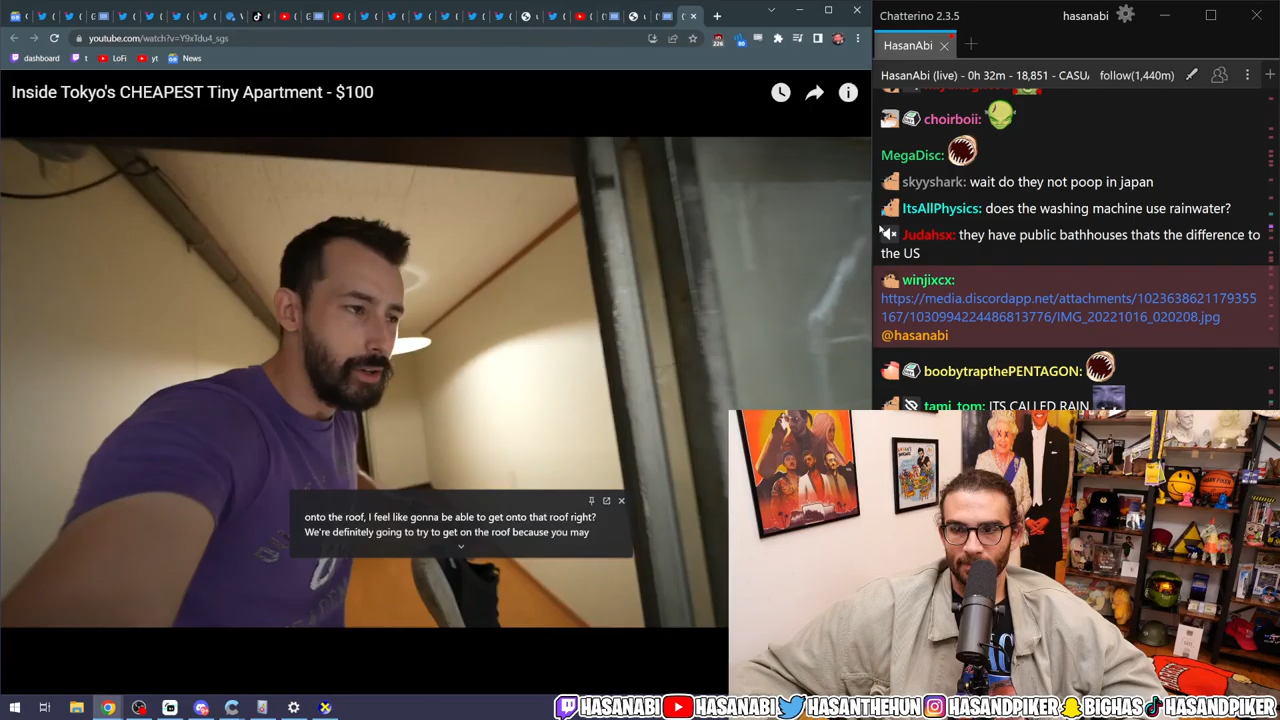 youtube.com/watch?v=Y9xTdu4_sgs
226
dashboard
t
LoFi
yt
News
Inside Tokyo's CHEAPEST Tiny Apartment - $100
onto the roof, I feel like gonna be able to get onto that roof right?
We're definitely going to try to get on the roof because you may
Chatterino 2.3.5
hasanabi
HasanAbi
HasanAbi (live) - 0h 32m - 18,851 - CASUA
follow(1,440m)
choirboii:
MegaDisc:
skyyshark: wait do they not poop in japan
ItsAllPhysics: does the washing machine use rainwater?
Judahsx: they have public bathhouses thats the difference to
the US
winjixcx:
https://media.discordapp.net/attachments/1023638621179355
167/1030994224486813776/IMG_20221016_020208.jpg
@hasanabi
boobytrapthePENTAGON:
tami_tom: ITS CALLED RAIN
HASANABI HASANABI HASANTHEHUN HASANDPIKER BIGHAS HASANDPIKER